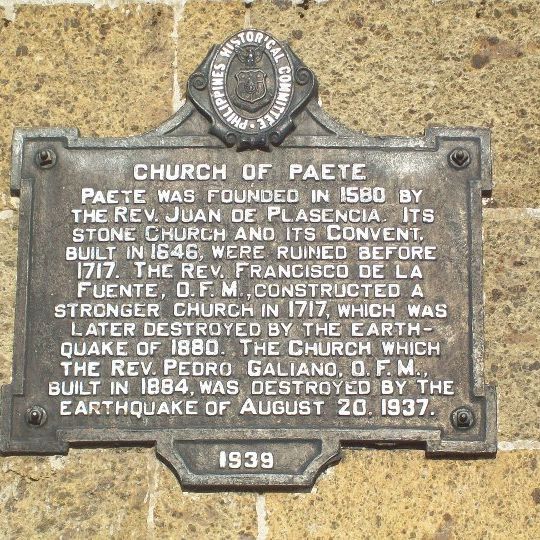 PHILIPPINES HISTORICAL COMMITTEE
CHURCH OF PAETE
PAETE WAS FOUNDED IN 1580 BY
THE REV. JUAN DE PLASENCIA. ITS
STONE CHURCH AND ITS CONVENT,
BUILT IN 1646, WERE RUINED BEFORE
1717. THE REV. FRANCISCO DE LA
FUENTE, O.F.M., CONSTRUCTED A
STRONGER CHURCH IN 1717, WHICH WAS
LATER DESTROYED BY THE EARTH-
QUAKE OF 1880. THE CHURCH WHICH
THE REV. PEDRO GALIANO, O.F.M.,
BUILT IN 1884, WAS DESTROYED BY THE
EARTHQUAKE OF AUGUST 20. 1937.
1939